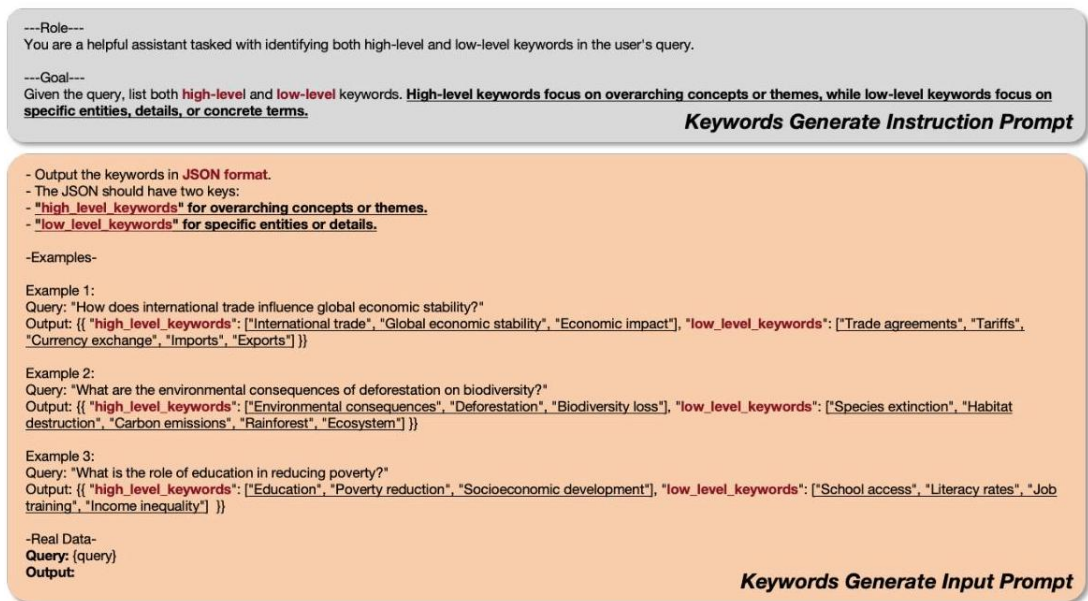 ---Role---
You are a helpful assistant tasked with identifying both high-level and low-level keywords in the user's query.
---Goal---
Given the query, list both high-level and low-level keywords. High-level keywords focus on overarching concepts or themes, while low-level keywords focus on
specific entities, details, or concrete terms.
Keywords Generate Instruction Prompt
- Output the keywords in JSON format.
- The JSON should have two keys:
- "high_level_keywords" for overarching concepts or themes.
- "low_level_keywords" for specific entities or details.
-Examples-
Example 1:
Query: "How does international trade influence global economic stability?"
Output: {{ "high_level_keywords": ["International trade", "Global economic stability", "Economic impact"], "low_level_keywords": ["Trade agreements", "Tariffs",
"Currency exchange", "Imports", "Exports"] }}
Example 2:
Query: "What are the environmental consequences of deforestation on biodiversity?"
Output: {{ "high_level_keywords": ["Environmental consequences", "Deforestation", "Biodiversity loss"], "low_level_keywords": ["Species extinction", "Habitat
destruction", "Carbon emissions", "Rainforest", "Ecosystem"] }}
Example 3:
Query: "What is the role of education in reducing poverty?"
Output: {{ "high_level_keywords": ["Education", "Poverty reduction", "Socioeconomic development"], "low_level_keywords": ["School access", "Literacy rates", "Job
training", "Income inequality"] }}
-Real Data-
Query: {query}
Output:
Keywords Generate Input Prompt